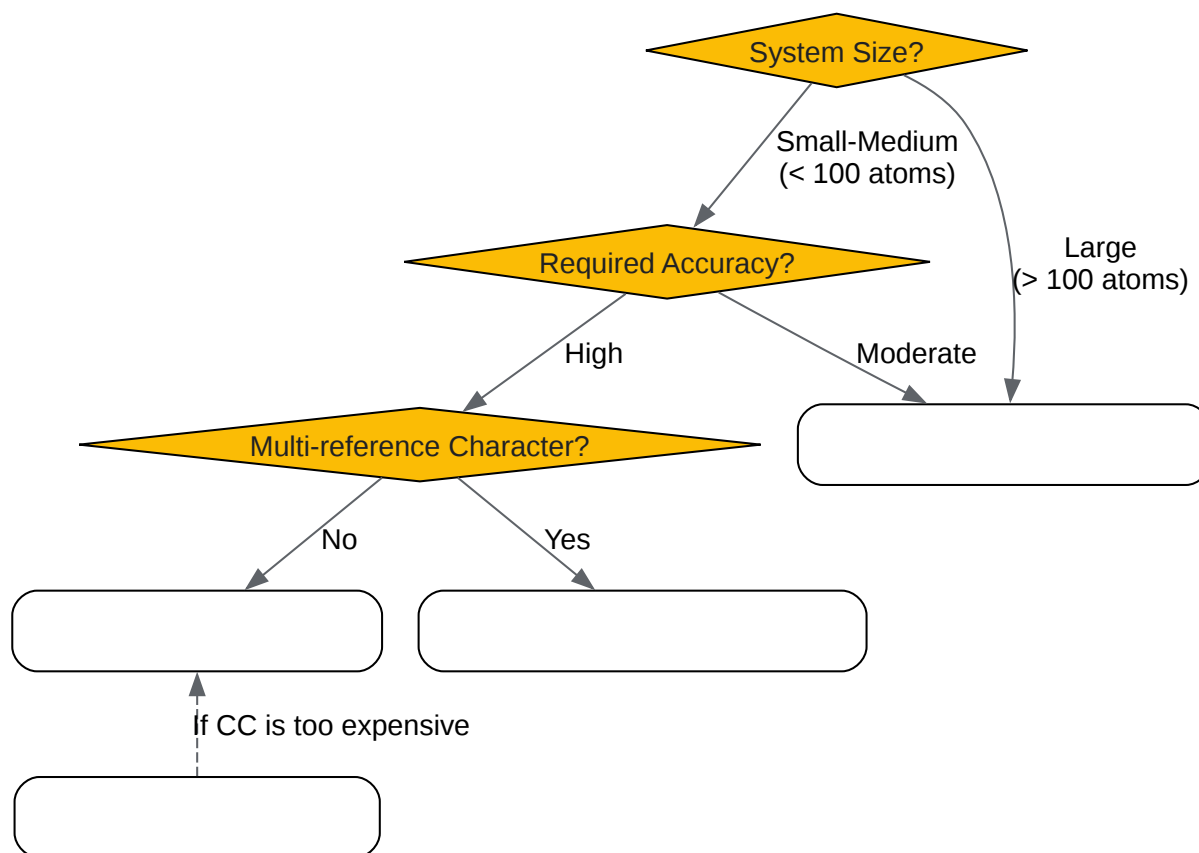 System Size?
Small-Medium
(< 100 atoms)
Large
(> 100 atoms)
Required Accuracy?
High
Moderate
Multi-reference Character?
No
Yes
If CC is too expensive